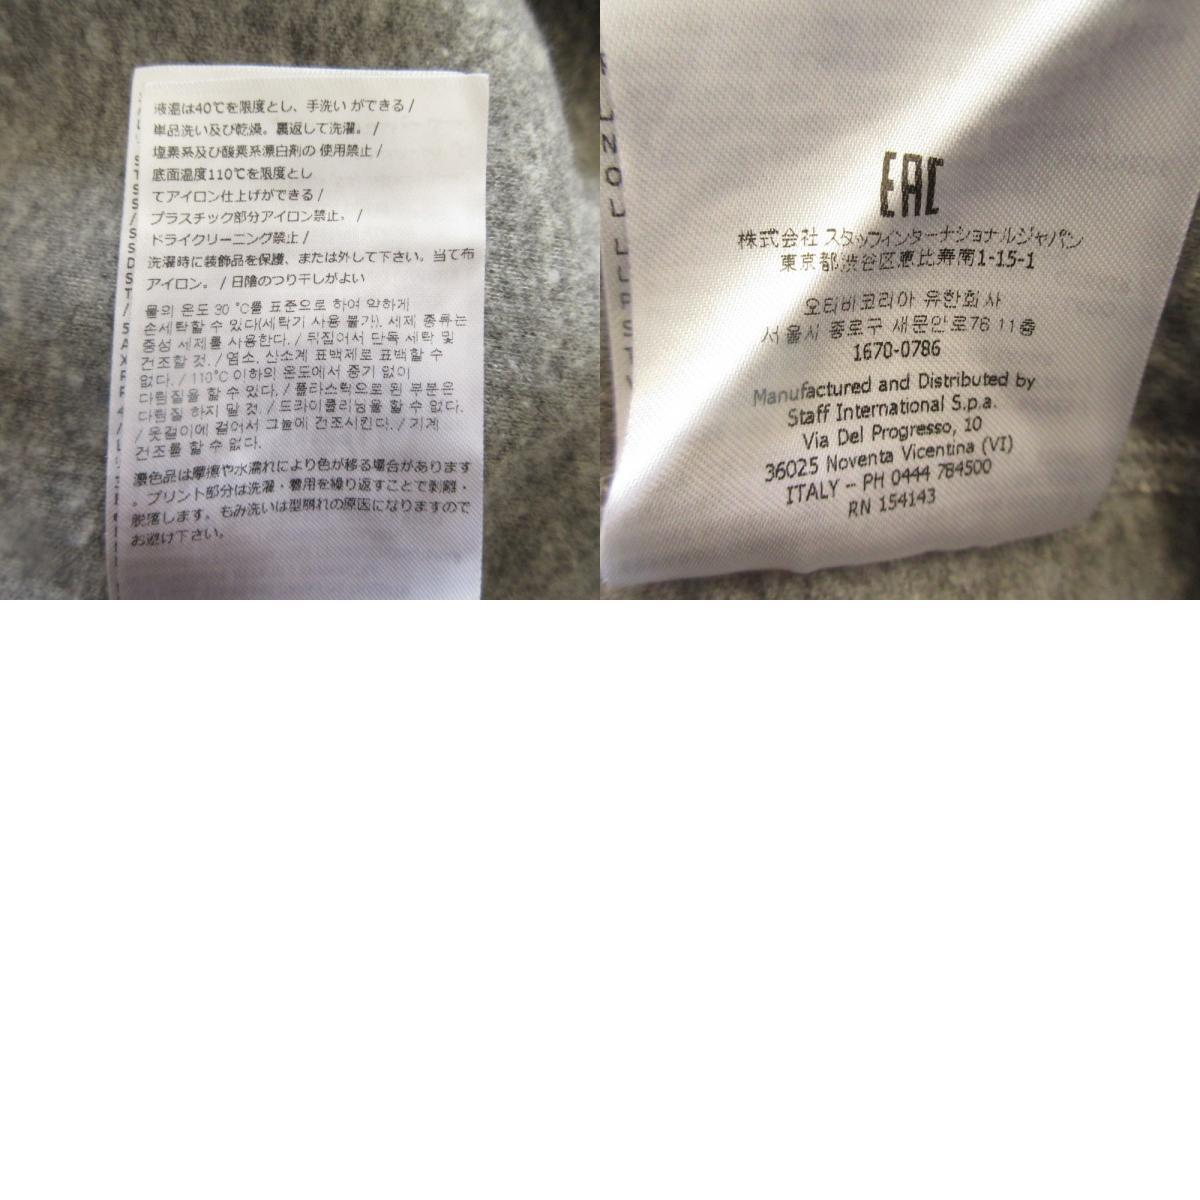 液温は40℃を限度とし、手洗い ができる /
単品洗い及び乾燥。裏返して洗濯。 /
塩素系及び酸素系漂白剤の 使用禁止 /
底面温度110℃を限度とし
てアイロン仕上げができる /
プラスチック部分アイロン禁止。 /
ドライクリーニング禁止 /
洗濯時に装飾品を保護、または外して下さい。当て布
アイロン。 / 日陰のつり干しがよい
물의 온도 30 °C를 표준으로 하여 약하게
손세탁할 수 있다(세탁기 사용 불가). 세제 종류는
중성 세제를 사용한다. / 뒤집어서 단독 세탁 및
건조할 것. / 염소, 산소계 표백제로 표백할 수
없다. / 110°C 이하의 온도에서 중기 없이
다림질을 할 수 있다. / 플라스틱으로 된 부분은
다림질 하지 말 것. / 드라이클리닝을 할 수 없다.
/ 옷걸이에 걸어서 그늘에 건조시킨다. / 기계
건조를 할 수 없다.
濃色品は摩擦や水濡れにより色が移る場合があります
。プリント部分は洗濯・着用を繰り返すことで剥離・
脱落します。もみ洗いは型崩れの原因になりますので
お避け下さい。
EAC
株式会社 スタッフインターナショナルジャパン
東京都渋谷区恵比寿南1-15-1
오티비코리아 유한회사
서울시 종로구 새문안로76 11층
1670-0786
Manufactured and Distributed by
Staff International S.p.a.
Via Del Progresso, 10
36025 Noventa Vicentina (VI)
ITALY – PH 0444 784500
RN 154143